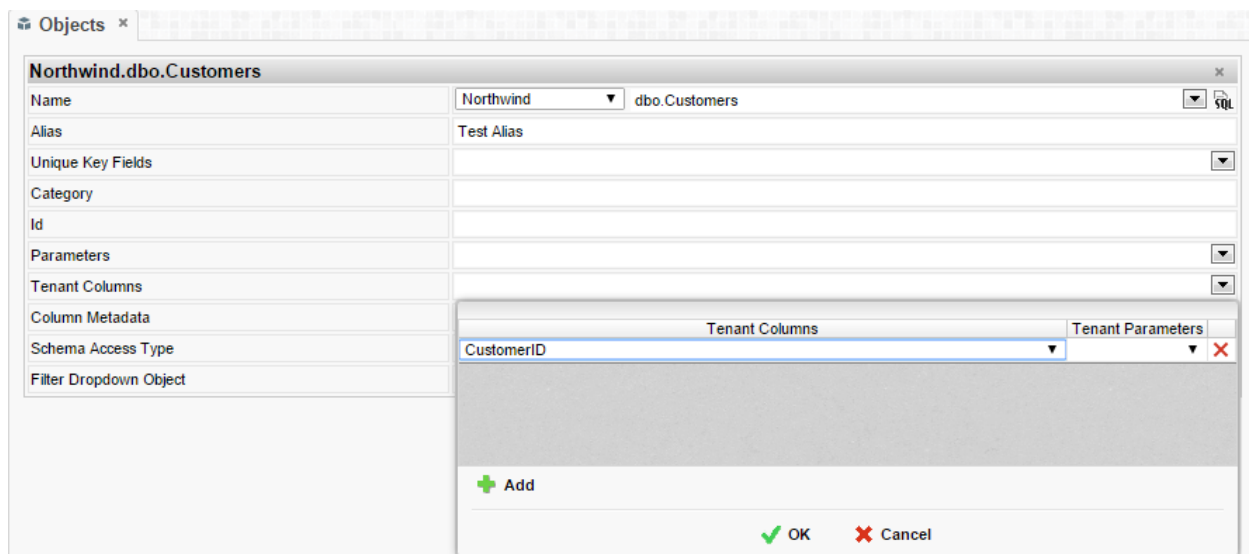 Objects ×
Northwind.dbo.Customers ×
Name Northwind dbo.Customers SQL
Alias Test Alias
Unique Key Fields
Category
Id
Parameters
Tenant Columns
Column Metadata
Tenant Columns Tenant Parameters
Schema Access Type
CustomerID
Filter Dropdown Object
Add
OK Cancel